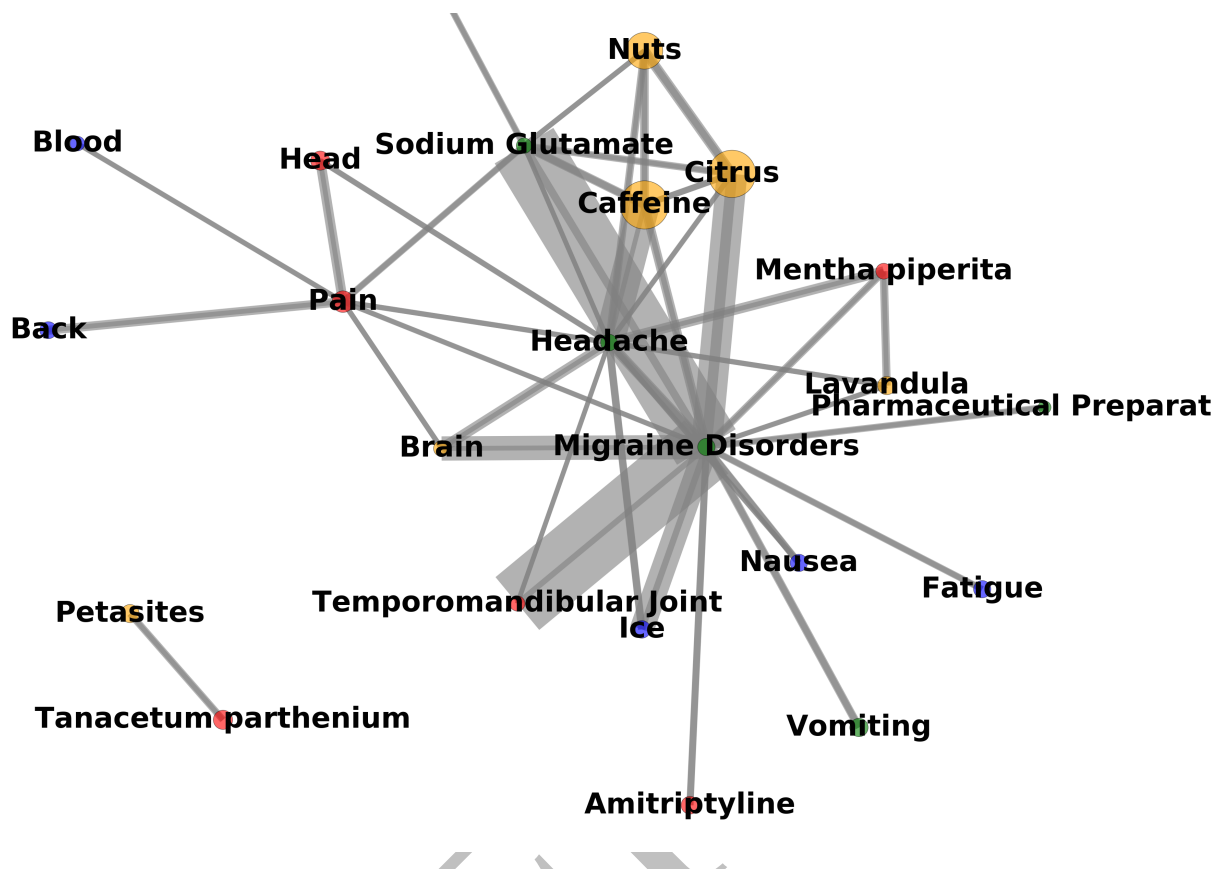 Nuts
Blood
Sodium Glutamate
Head
Citrus
Caffeine
Mentha piperita
Pain
Back
Headache
Lavandula
Pharmaceutical Preparat
Brain
Migraine Disorders
Nausea
Fatigue
Temporomandibular Joint
Petasites
Ice
Tanacetum parthenium
Vomiting
Amitriptyline